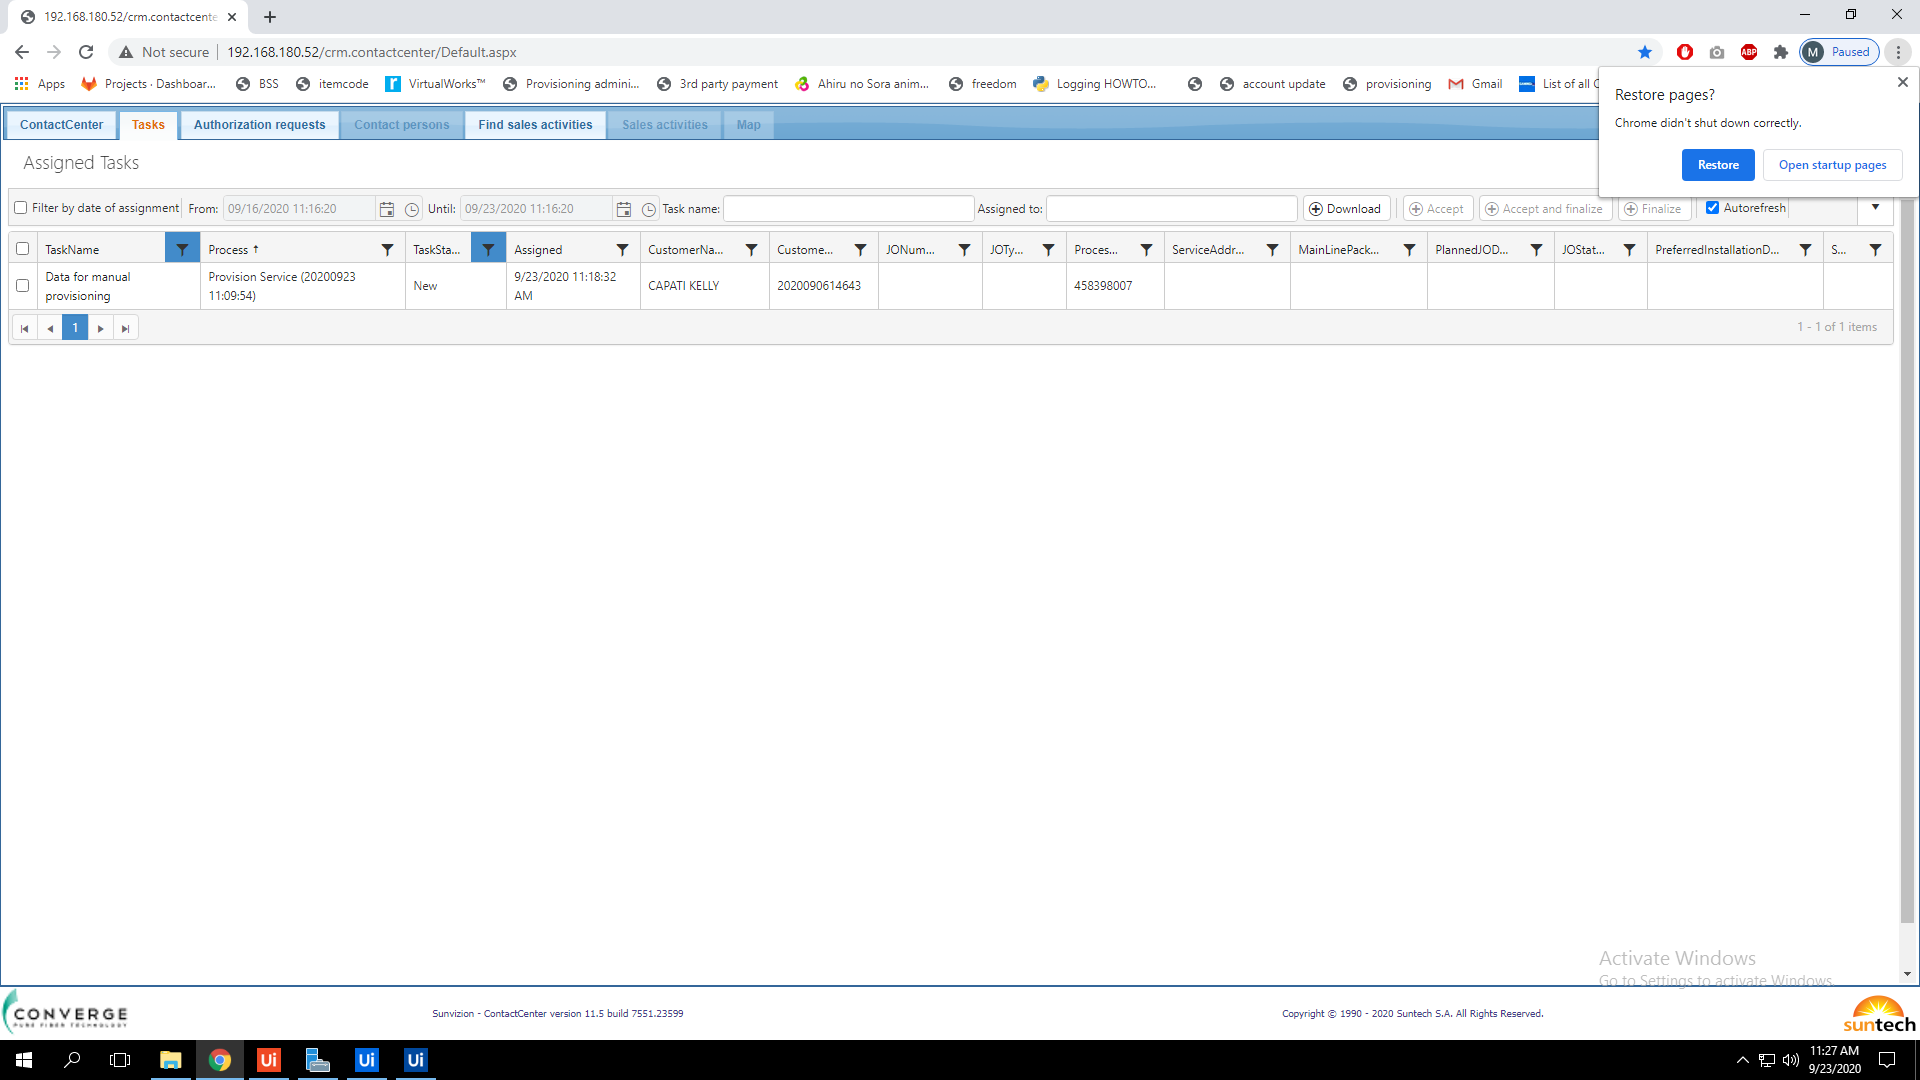 192.168.180.52/crm.contactcente
Not secure
192.168.180.52/crm.contactcenter/Default.aspx
ABP
M Paused
Apps Projects · Dashboar... BSS itemcode VirtualWorks™ Provisioning admini... 3rd party payment Ahiru no Sora anim... freedom Logging HOWTO... account update provisioning Gmail List of all C
Restore pages?
Chrome didn't shut down correctly.
Restore Open startup pages
ContactCenter Tasks Authorization requests Contact persons Find sales activities Sales activities Map
Assigned Tasks
Filter by date of assignment From: 09/16/2020 11:16:20 Until: 09/23/2020 11:16:20 Task name: Assigned to: Download Accept Accept and finalize Finalize Autorefresh
TaskName Process ↑ TaskSta... Assigned CustomerNa... Custome... JONum... JOTy... Proces... ServiceAddr... MainLinePack... PlannedJOD... JOStat... PreferredInstallationD... S...
Data for manual provisioning Provision Service (20200923 11:09:54) New 9/23/2020 11:18:32 AM CAPATI KELLY 2020090614643 458398007
1
1 - 1 of 1 items
Activate Windows
Go to Settings to activate Windows.
CONVERGE
PURE FIBER TECHNOLOGY
Sunvizion - ContactCenter version 11.5 build 7551.23599
Copyright © 1990 - 2020 Suntech S.A. All Rights Reserved.
suntech
Ui Ui Ui
11:27 AM
9/23/2020